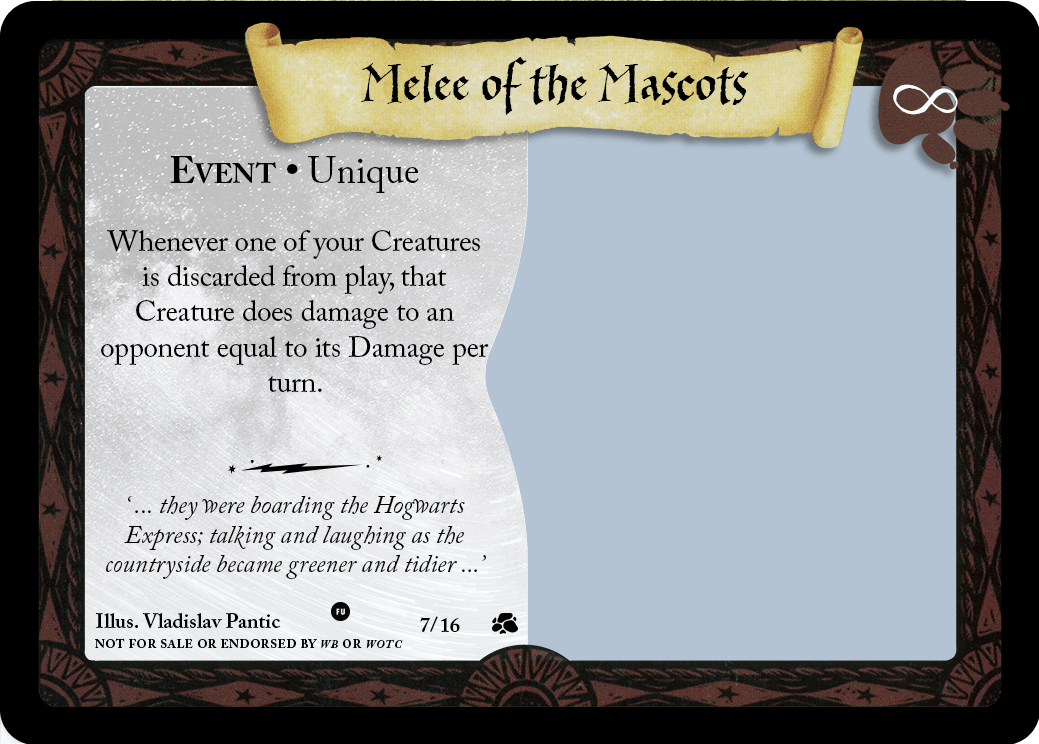 Melee of the Mascots
∞
EVENT • Unique
Whenever one of your Creatures
is discarded from play, that
Creature does damage to an
opponent equal to its Damage per
turn.
‘... they were boarding the Hogwarts
Express; talking and laughing as the
countryside became greener and tidier ...’
Illus. Vladislav Pantic
FU
7/16
NOT FOR SALE OR ENDORSED BY WB OR WOTC